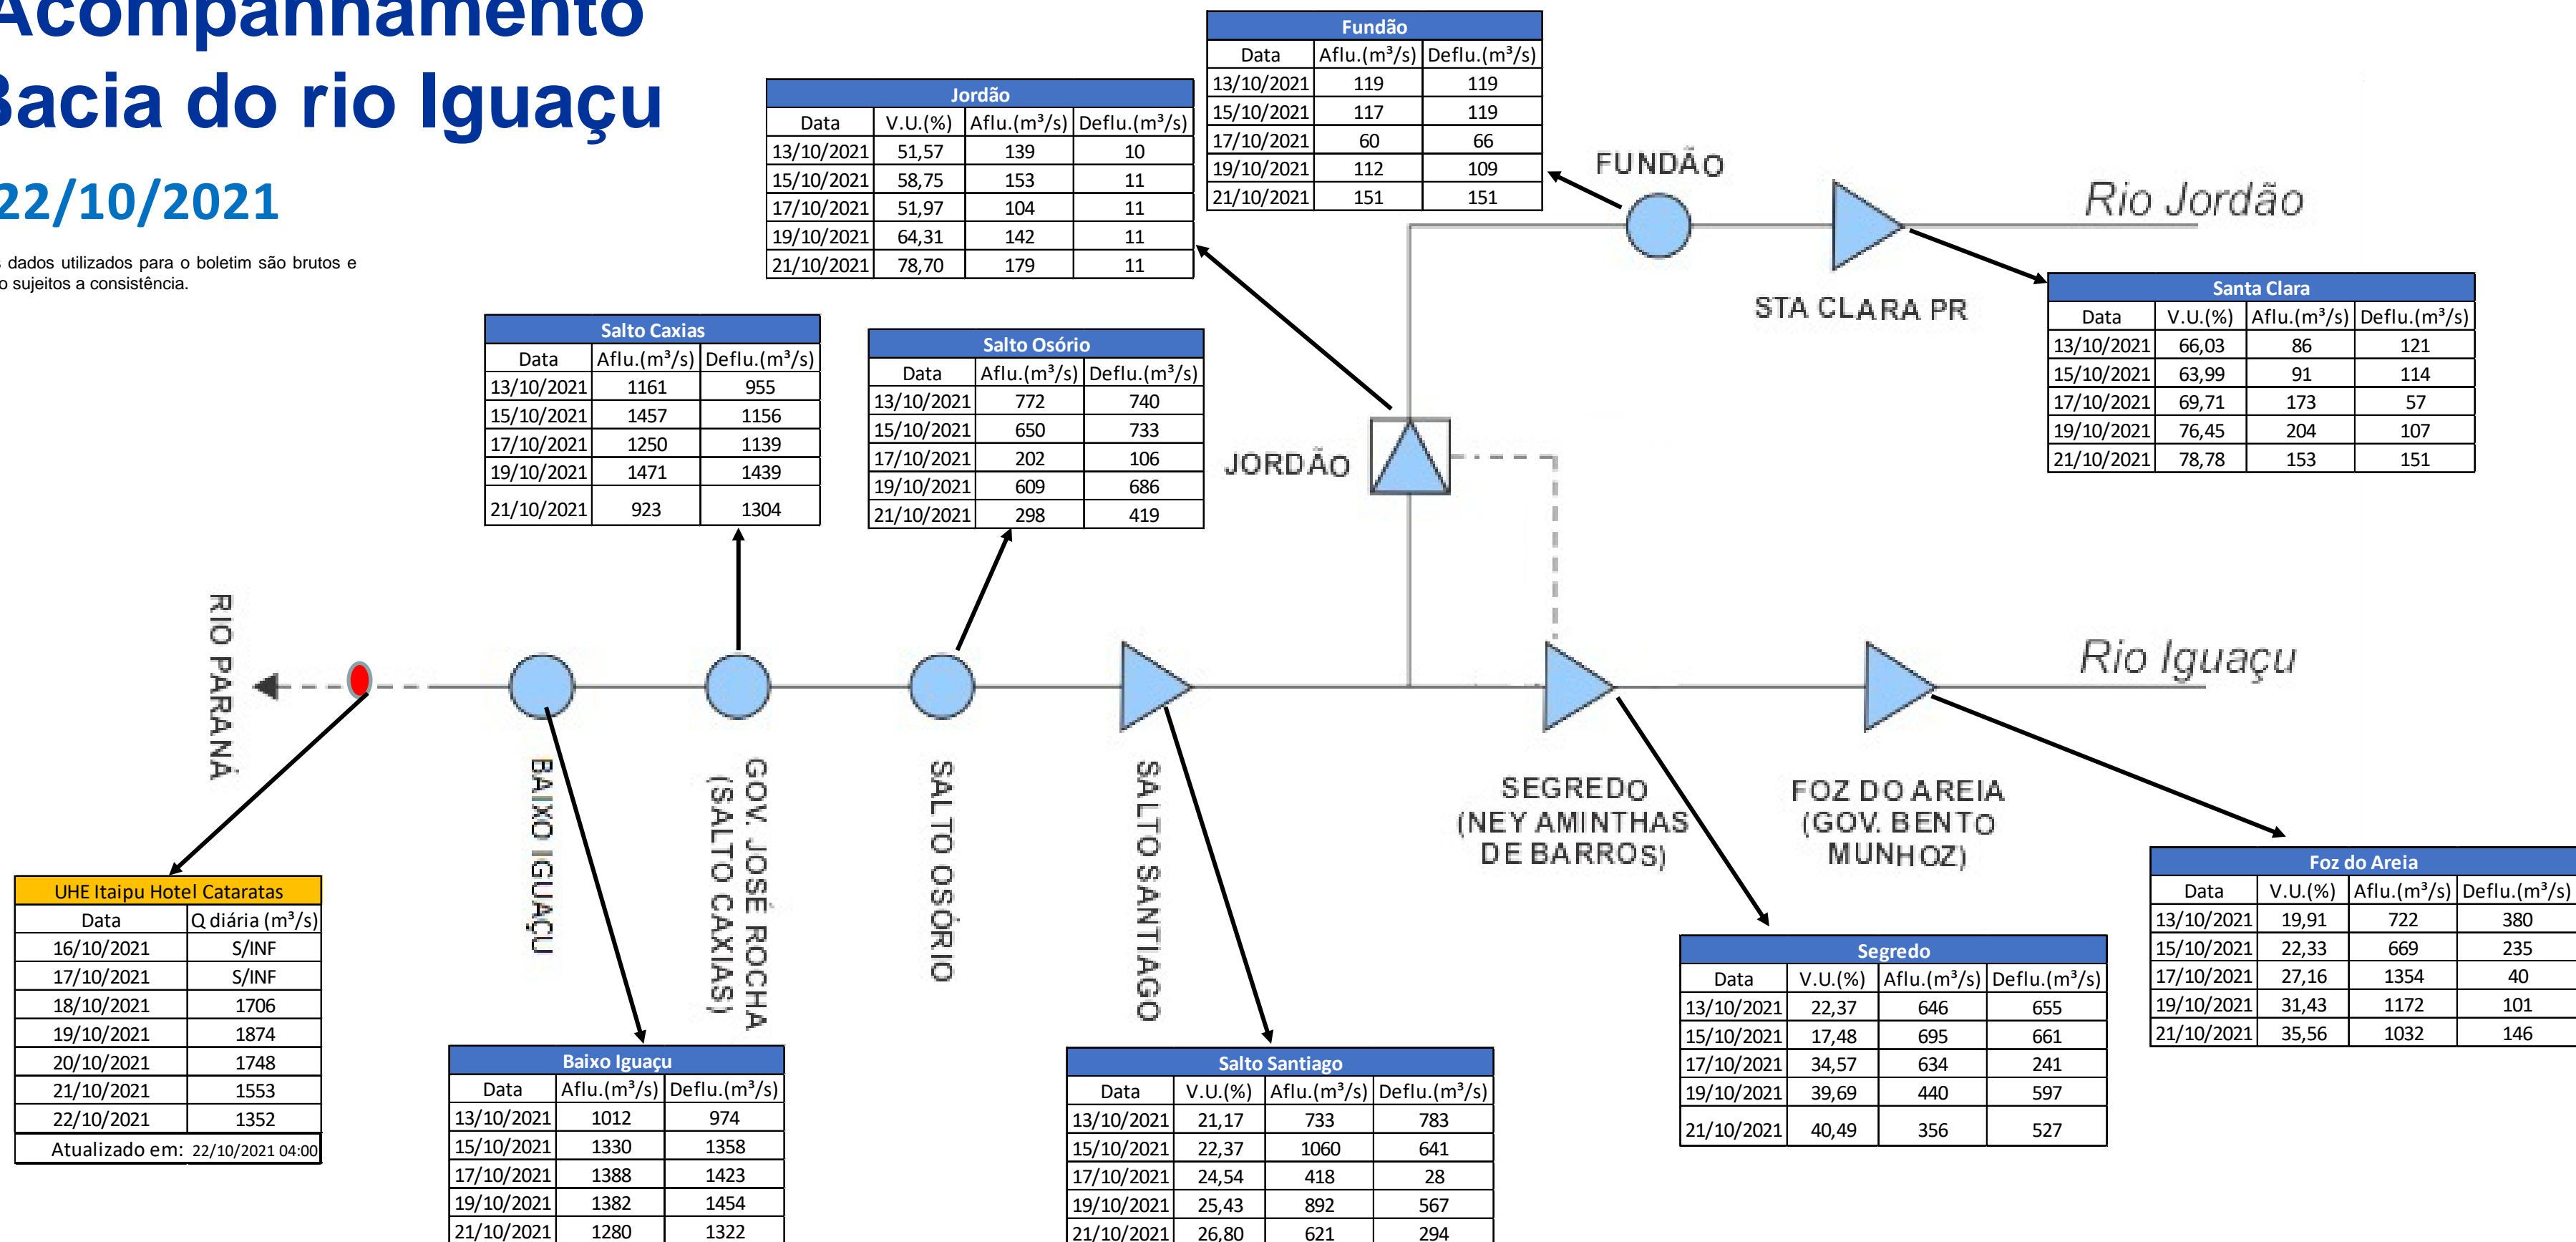 Acompanhamento
Bacia do rio Iguaçu
22/10/2021
s dados utilizados para o boletim são brutos e
o sujeitos a consistência.
Fundão
Data Aflu.(m³/s) Deflu.(m³/s)
13/10/2021 119 119
15/10/2021 117 119
17/10/2021 60 66
19/10/2021 112 109
21/10/2021 151 151
Jordão
Data V.U.(%) Aflu.(m³/s) Deflu.(m³/s)
13/10/2021 51,57 139 10
15/10/2021 58,75 153 11
17/10/2021 51,97 104 11
19/10/2021 64,31 142 11
21/10/2021 78,70 179 11
FUNDÃO
Rio Jordão
STA CLARA PR
Santa Clara
Data V.U.(%) Aflu.(m³/s) Deflu.(m³/s)
13/10/2021 66,03 86 121
15/10/2021 63,99 91 114
17/10/2021 69,71 173 57
19/10/2021 76,45 204 107
21/10/2021 78,78 153 151
Salto Caxias
Data Aflu.(m³/s) Deflu.(m³/s)
13/10/2021 1161 955
15/10/2021 1457 1156
17/10/2021 1250 1139
19/10/2021 1471 1439
21/10/2021 923 1304
Salto Osório
Data Aflu.(m³/s) Deflu.(m³/s)
13/10/2021 772 740
15/10/2021 650 733
17/10/2021 202 106
19/10/2021 609 686
21/10/2021 298 419
JORDÃO
RIO PARANÁ
Rio Iguaçu
BAIXO IGUAÇU
GOV. JOSÉ ROCHA
(SALTO CAXIAS)
SALTO OSÓRIO
SALTO SANTIAGO
SEGREDO
(NEY AMINTHAS
DE BARROS)
FOZ DO AREIA
(GOV. BENTO
MUNHOZ)
UHE Itaipu Hotel Cataratas
Data Q diária (m³/s)
16/10/2021 S/INF
17/10/2021 S/INF
18/10/2021 1706
19/10/2021 1874
20/10/2021 1748
21/10/2021 1553
22/10/2021 1352
Atualizado em: 22/10/2021 04:00
Baixo Iguaçu
Data Aflu.(m³/s) Deflu.(m³/s)
13/10/2021 1012 974
15/10/2021 1330 1358
17/10/2021 1388 1423
19/10/2021 1382 1454
21/10/2021 1280 1322
Salto Santiago
Data V.U.(%) Aflu.(m³/s) Deflu.(m³/s)
13/10/2021 21,17 733 783
15/10/2021 22,37 1060 641
17/10/2021 24,54 418 28
19/10/2021 25,43 892 567
21/10/2021 26,80 621 294
Segredo
Data V.U.(%) Aflu.(m³/s) Deflu.(m³/s)
13/10/2021 22,37 646 655
15/10/2021 17,48 695 661
17/10/2021 34,57 634 241
19/10/2021 39,69 440 597
21/10/2021 40,49 356 527
Foz do Areia
Data V.U.(%) Aflu.(m³/s) Deflu.(m³/s)
13/10/2021 19,91 722 380
15/10/2021 22,33 669 235
17/10/2021 27,16 1354 40
19/10/2021 31,43 1172 101
21/10/2021 35,56 1032 146